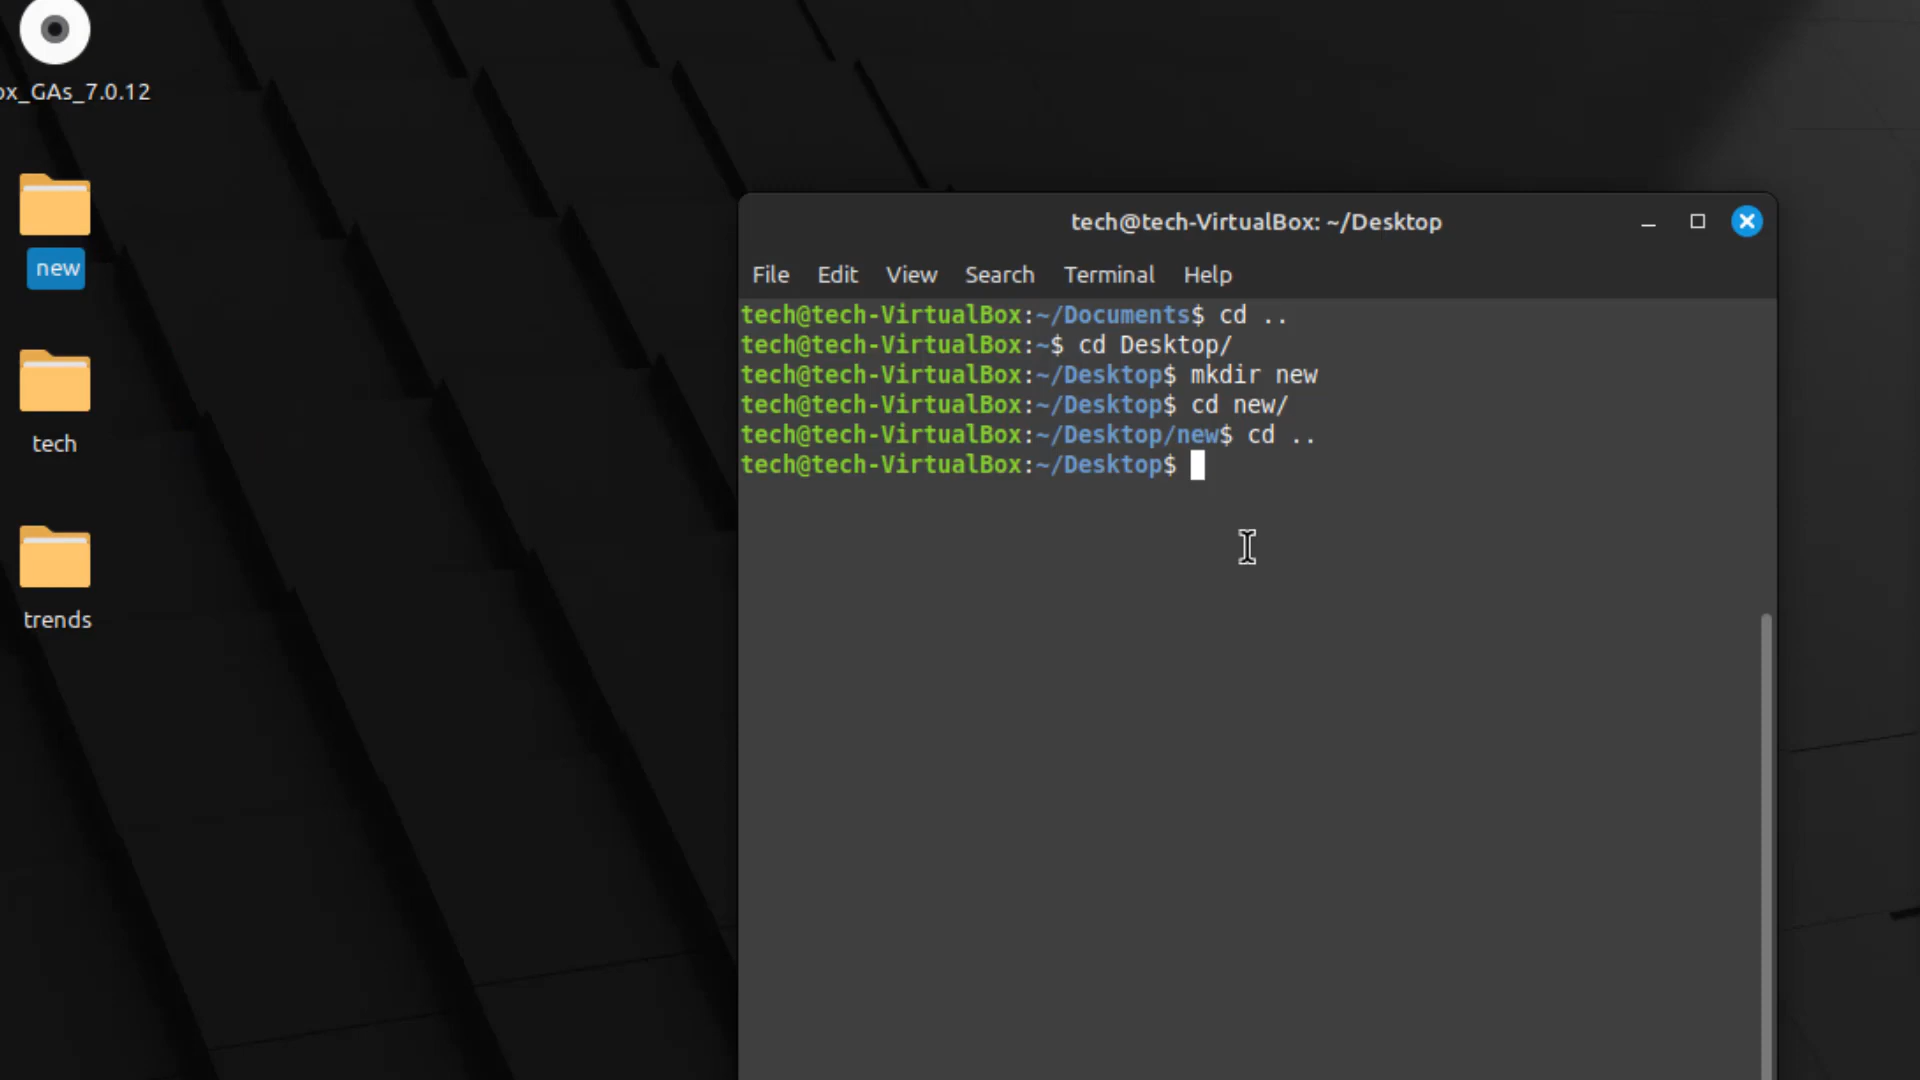 ox_GAs_7.0.12
new
tech
trends
tech@tech-VirtualBox: ~/Desktop
File Edit View Search Terminal Help
tech@tech-VirtualBox:~/Documents$ cd ..
tech@tech-VirtualBox:~$ cd Desktop/
tech@tech-VirtualBox:~/Desktop$ mkdir new
tech@tech-VirtualBox:~/Desktop$ cd new/
tech@tech-VirtualBox:~/Desktop/new$ cd ..
tech@tech-VirtualBox:~/Desktop$